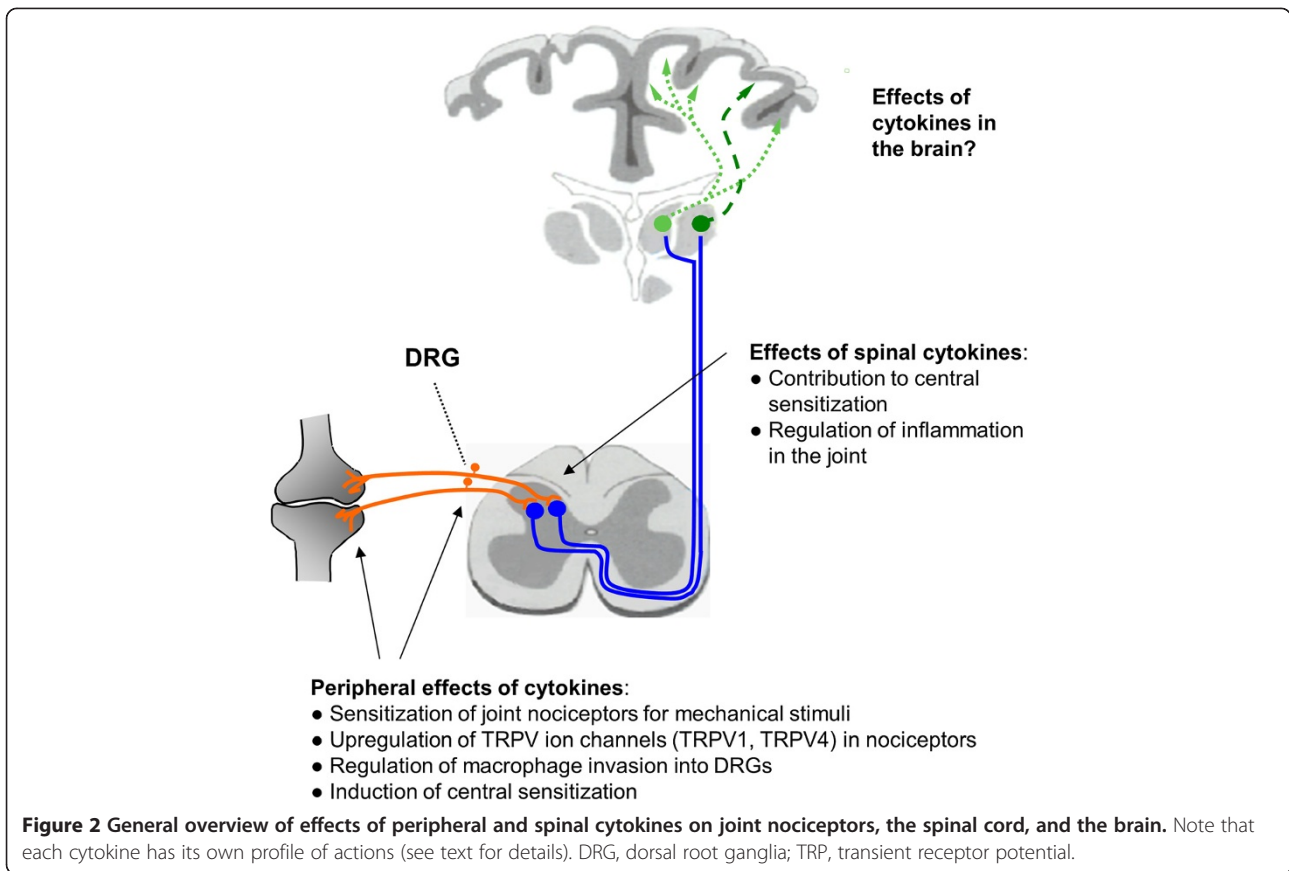 Effects of
cytokines in
the brain?
DRG
Effects of spinal cytokines:
● Contribution to central
sensitization
● Regulation of inflammation
in the joint
Peripheral effects of cytokines:
● Sensitization of joint nociceptors for mechanical stimuli
● Upregulation of TRPV ion channels (TRPV1, TRPV4) in nociceptors
● Regulation of macrophage invasion into DRGs
● Induction of central sensitization
Figure 2 General overview of effects of peripheral and spinal cytokines on joint nociceptors, the spinal cord, and the brain. Note that
each cytokine has its own profile of actions (see text for details). DRG, dorsal root ganglia; TRP, transient receptor potential.